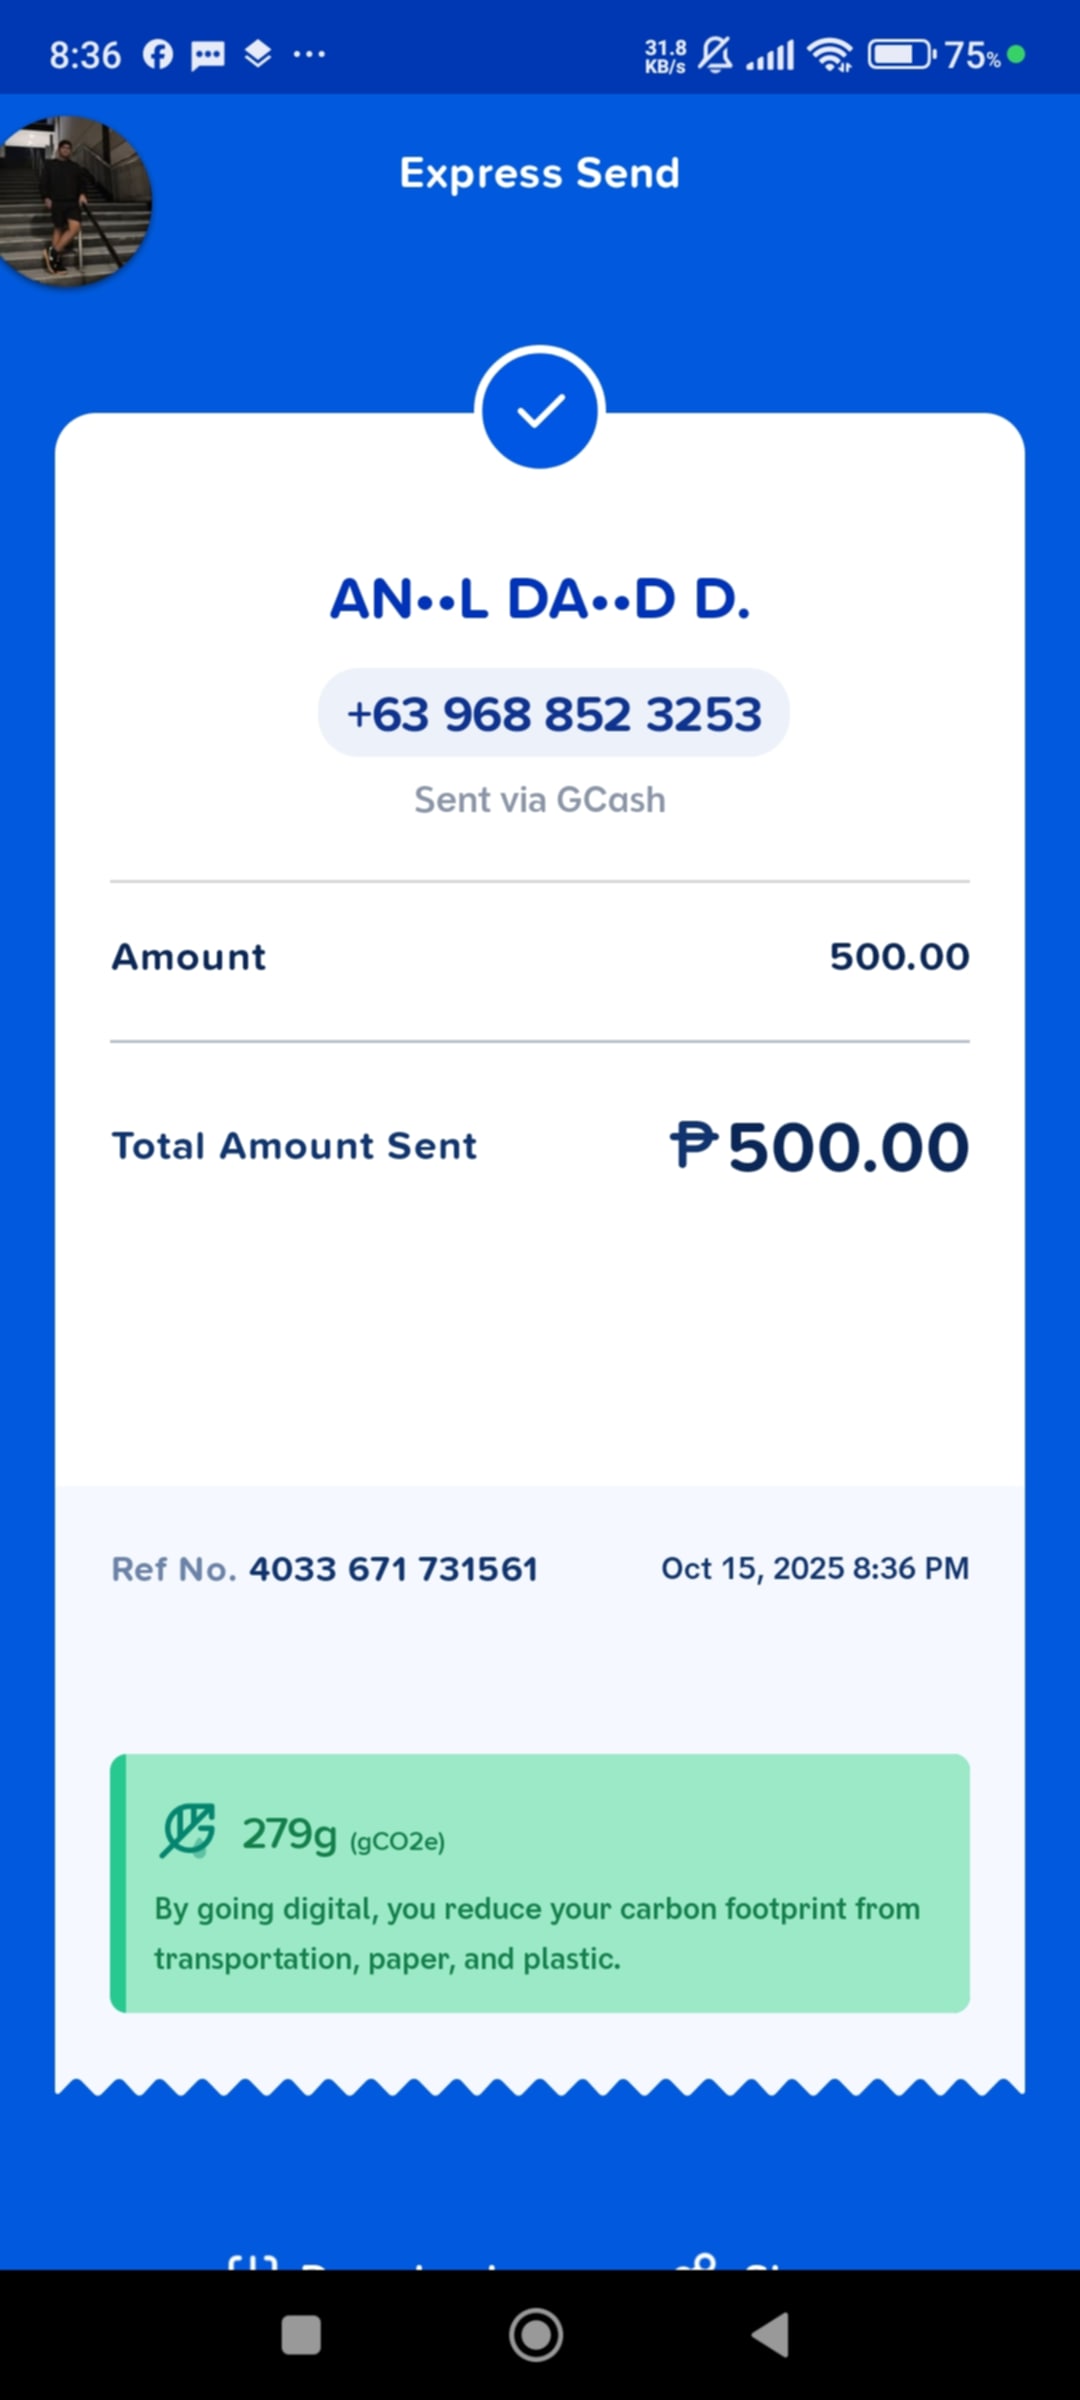 8:36 31.8 KB/s 75%
Express Send
AN••L DA••D D.
+63 968 852 3253
Sent via GCash
Amount 500.00
Total Amount Sent ₱500.00
Ref No. 4033 671 731561 Oct 15, 2025 8:36 PM
279g (gCO2e)
By going digital, you reduce your carbon footprint from
transportation, paper, and plastic.